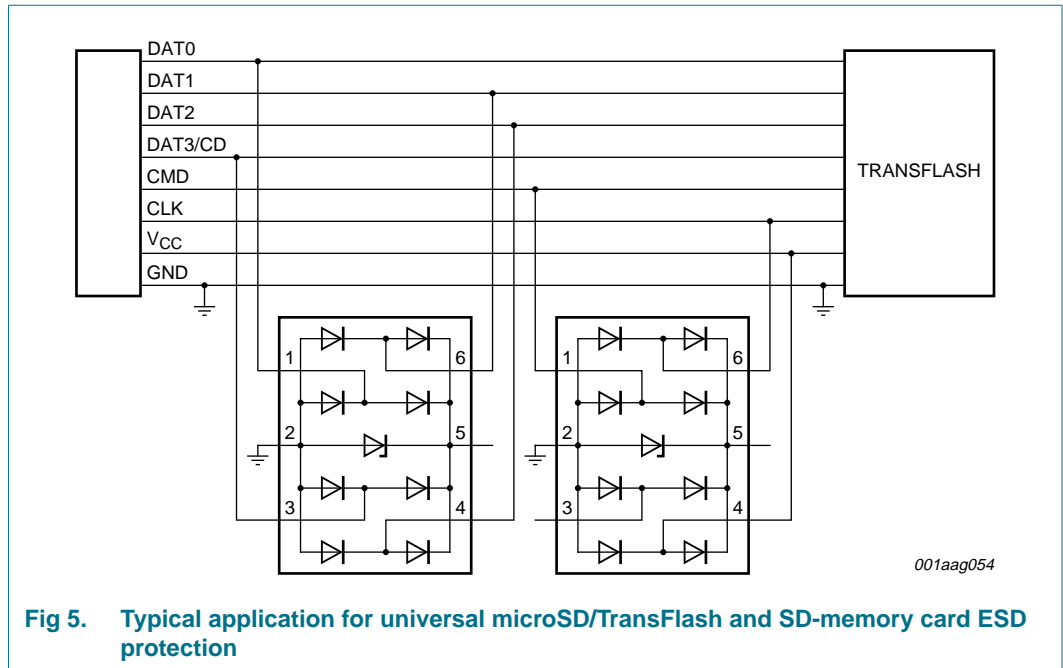 DAT0
DAT1
DAT2
DAT3/CD
CMD
CLK
VCC
GND
TRANSFLASH
1
6
2
5
3
4
1
6
2
5
3
4
001aag054
Fig 5. Typical application for universal microSD/TransFlash and SD-memory card ESD
protection